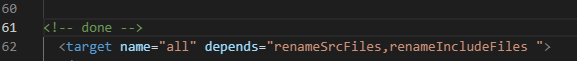 60
61 <!-- done -->
62 <target name="all" depends="renameSrcFiles,renameIncludeFiles ">